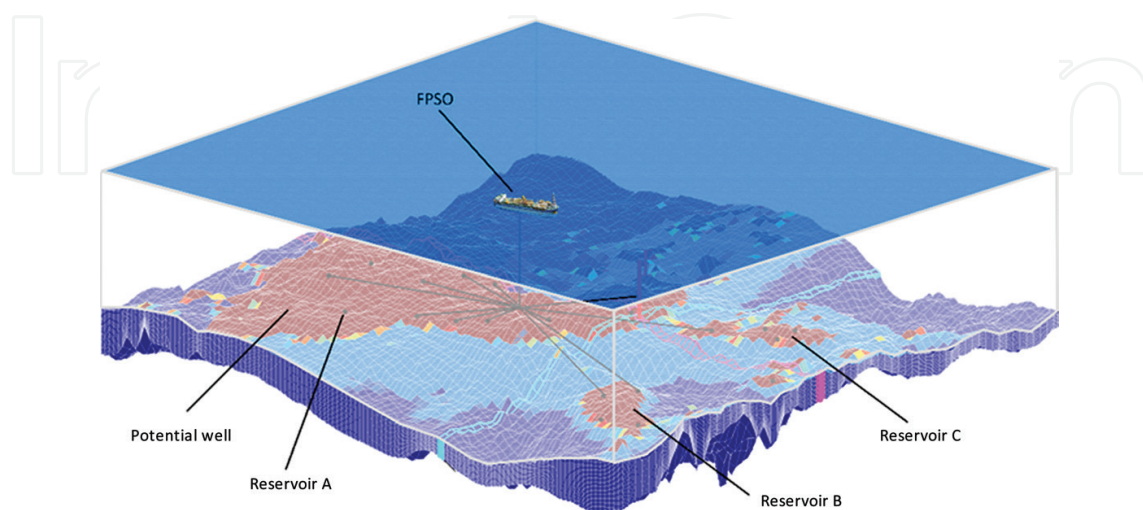 FPSO
Potential well
Reservoir A
Reservoir C
Reservoir B